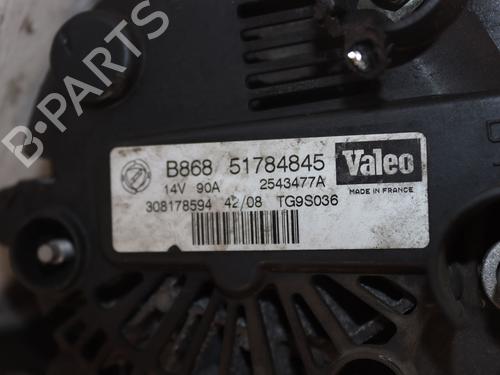 B-PARTS
B868 51784845 Valeo
14V 90A 2543477A MADE IN FRANCE
308178594 42/08 TG9S036